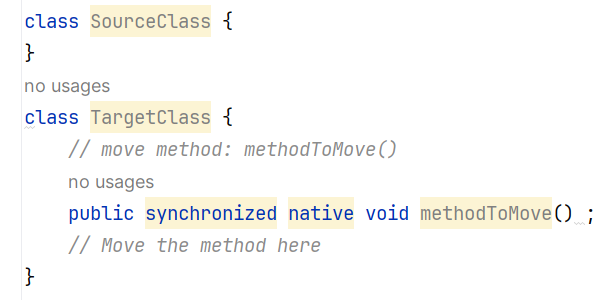 class SourceClass {
}
no usages
class TargetClass {
// move method: methodToMove()
no usages
public synchronized native void methodToMove() ;
// Move the method here
}